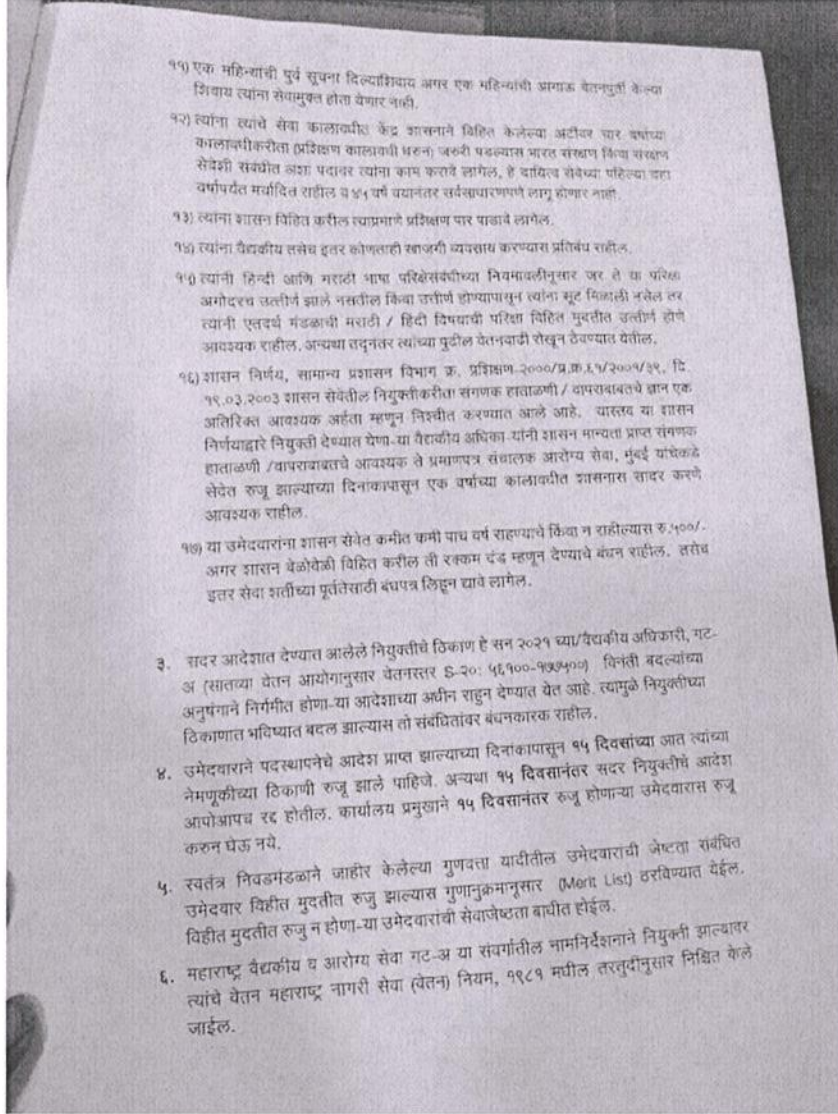 ११) एक महिन्याची पुर्व सूचना दिल्याशिवाय अगर एक महिन्याची आगाऊ वेतनपुर्ती केल्या
शिवाय त्यांना सेवामुक्त होता येणार नाही.
१२) त्यांना त्यांचे सेवा कालावधीत केंद्र शासनाने विहित केलेल्या अटीवर चार वर्षाच्या
कालावधीकरीता (प्रशिक्षण कालावधी धरुन) जरुरी पडल्यास भारत संरक्षण किंवा संरक्षण
सेवेशी संबंधीत अशा पदावर त्यांना काम करावे लागेल, हे दायित्व सेवेच्या पहिल्या दहा
वर्षापर्यंत मर्यादित राहील व ४५ वर्षे वयानंतर सर्वसाधारणपणे लागू होणार नाही.
१३) त्यांना शासन विहित करील त्याप्रमाणे प्रशिक्षण पार पाडावे लागेल.
१४) त्यांना वैद्यकीय तसेच इतर कोणताही खाजगी व्यवसाय करण्यास प्रतिबंध राहील.
१५) त्यांनी हिन्दी आणि मराठी भाषा परिक्षेसंबंधीच्या नियमावलीनूसार जर ते या परिक्षा
अगोदरच उत्तीर्ण झाले नसतील किंवा उत्तीर्ण होण्यापासुन त्यांना सूट मिळाली नसेल तर
त्यांनी एतदर्थ मंडळाची मराठी / हिंदी विषयाची परिक्षा विहित मुदतीत उत्तीर्ण होणे
आवश्यक राहील. अन्यथा तद्नंतर त्यांच्या पुढील वेतनवाढी रोखून ठेवण्यात येतील.
१६) शासन निर्णय, सामान्य प्रशासन विभाग क्र. प्रशिक्षण-२०००/प्र.क्र.६१/२००१/३९, दि.
१९.०३.२००३ शासन सेवेतील नियुक्तीकरीता संगणक हाताळणी / वापराबाबतचे ज्ञान एक
अतिरिक्त आवश्यक अर्हता म्हणून निश्चीत करण्यात आले आहे. यास्तव या शासन
निर्णयाद्वारे नियुक्ती देण्यात येणा-या वैद्यकीय अधिका-यांनी शासन मान्यता प्राप्त संगणक
हाताळणी /वापराबाबतचे आवश्यक ते प्रमाणपत्र संचालक आरोग्य सेवा, मुंबई यांचेकडे
सेवेत रुजू झाल्याच्या दिनांकापासून एक वर्षाच्या कालावधीत शासनास सादर करणे
आवश्यक राहील.
१७) या उमेदवारांना शासन सेवेत कमीत कमी पाच वर्ष राहण्याचे किंवा न राहील्यास रु.५००/-
अगर शासन वेळोवेळी विहित करील ती रक्कम दंड म्हणून देण्याचे बंधन राहील. तसेच
इतर सेवा शर्तीच्या पूर्ततेसाठी बंधपत्र लिहून द्यावे लागेल.
३. सदर आदेशात देण्यात आलेले नियुक्तीचे ठिकाण हे सन २०२१ च्या/वैद्यकीय अधिकारी, गट-
अ (सातव्या वेतन आयोगानुसार वेतनस्तर S-२०: ५६१००-१७७५००) विनंती बदल्यांच्या
अनुषंगाने निर्गमीत होणा-या आदेशाच्या अधीन राहुन देण्यात येत आहे. त्यामुळे नियुक्तीच्या
ठिकाणात भविष्यात बदल झाल्यास तो संबंधितांवर बंधनकारक राहील.
४. उमेदवाराने पदस्थापनेचे आदेश प्राप्त झाल्याच्या दिनांकापासुन १५ दिवसांच्या आत त्यांच्या
नेमणूकीच्या ठिकाणी रुजू झाले पाहिजे. अन्यथा १५ दिवसानंतर सदर नियुक्तीचे आदेश
आपोआपच रद्द होतील. कार्यालय प्रमुखाने १५ दिवसानंतर रुजू होणाऱ्या उमेदवारास रुजू
करुन घेऊ नये.
५. स्वतंत्र निवडमंडळाने जाहीर केलेल्या गुणवत्ता यादीतील उमेदवारांची जेष्टता संबंधित
उमेदवार विहीत मुदतीत रुजु झाल्यास गुणानुक्रमानुसार (Merit List) ठरविण्यात येईल.
विहीत मुदतीत रुजु न होणा-या उमेदवारांची सेवाजेष्ठता बाधीत होईल.
६. महाराष्ट्र वैद्यकीय व आरोग्य सेवा गट-अ या संवर्गातील नामनिर्देशनाने नियुक्ती झाल्यावर
त्यांचे वेतन महाराष्ट्र नागरी सेवा (वेतन) नियम, १९८१ मधील तरतुदीनुसार निश्चित केले
जाईल.